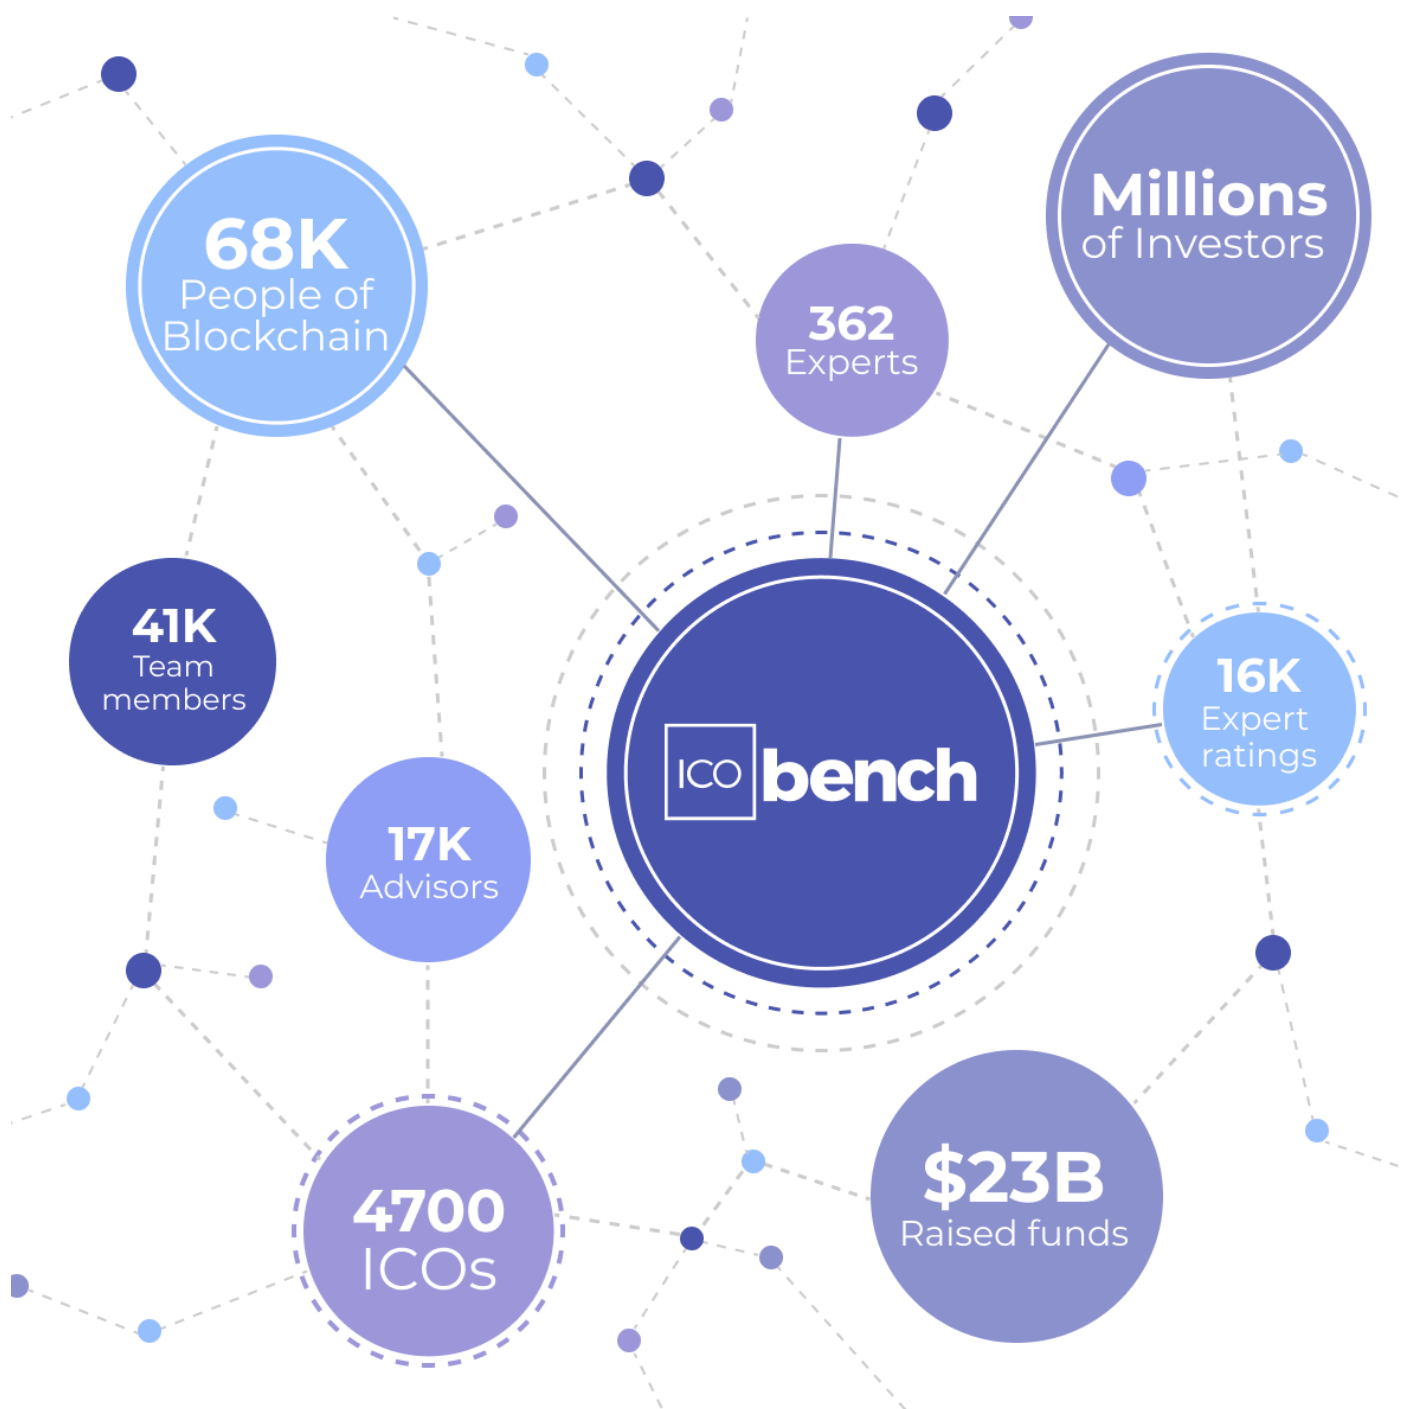 68K
People of
Blockchain
Millions
of Investors
362
Experts
41K
Team
members
16K
Expert
ratings
ICO bench
17K
Advisors
4700
ICOs
$23B
Raised funds